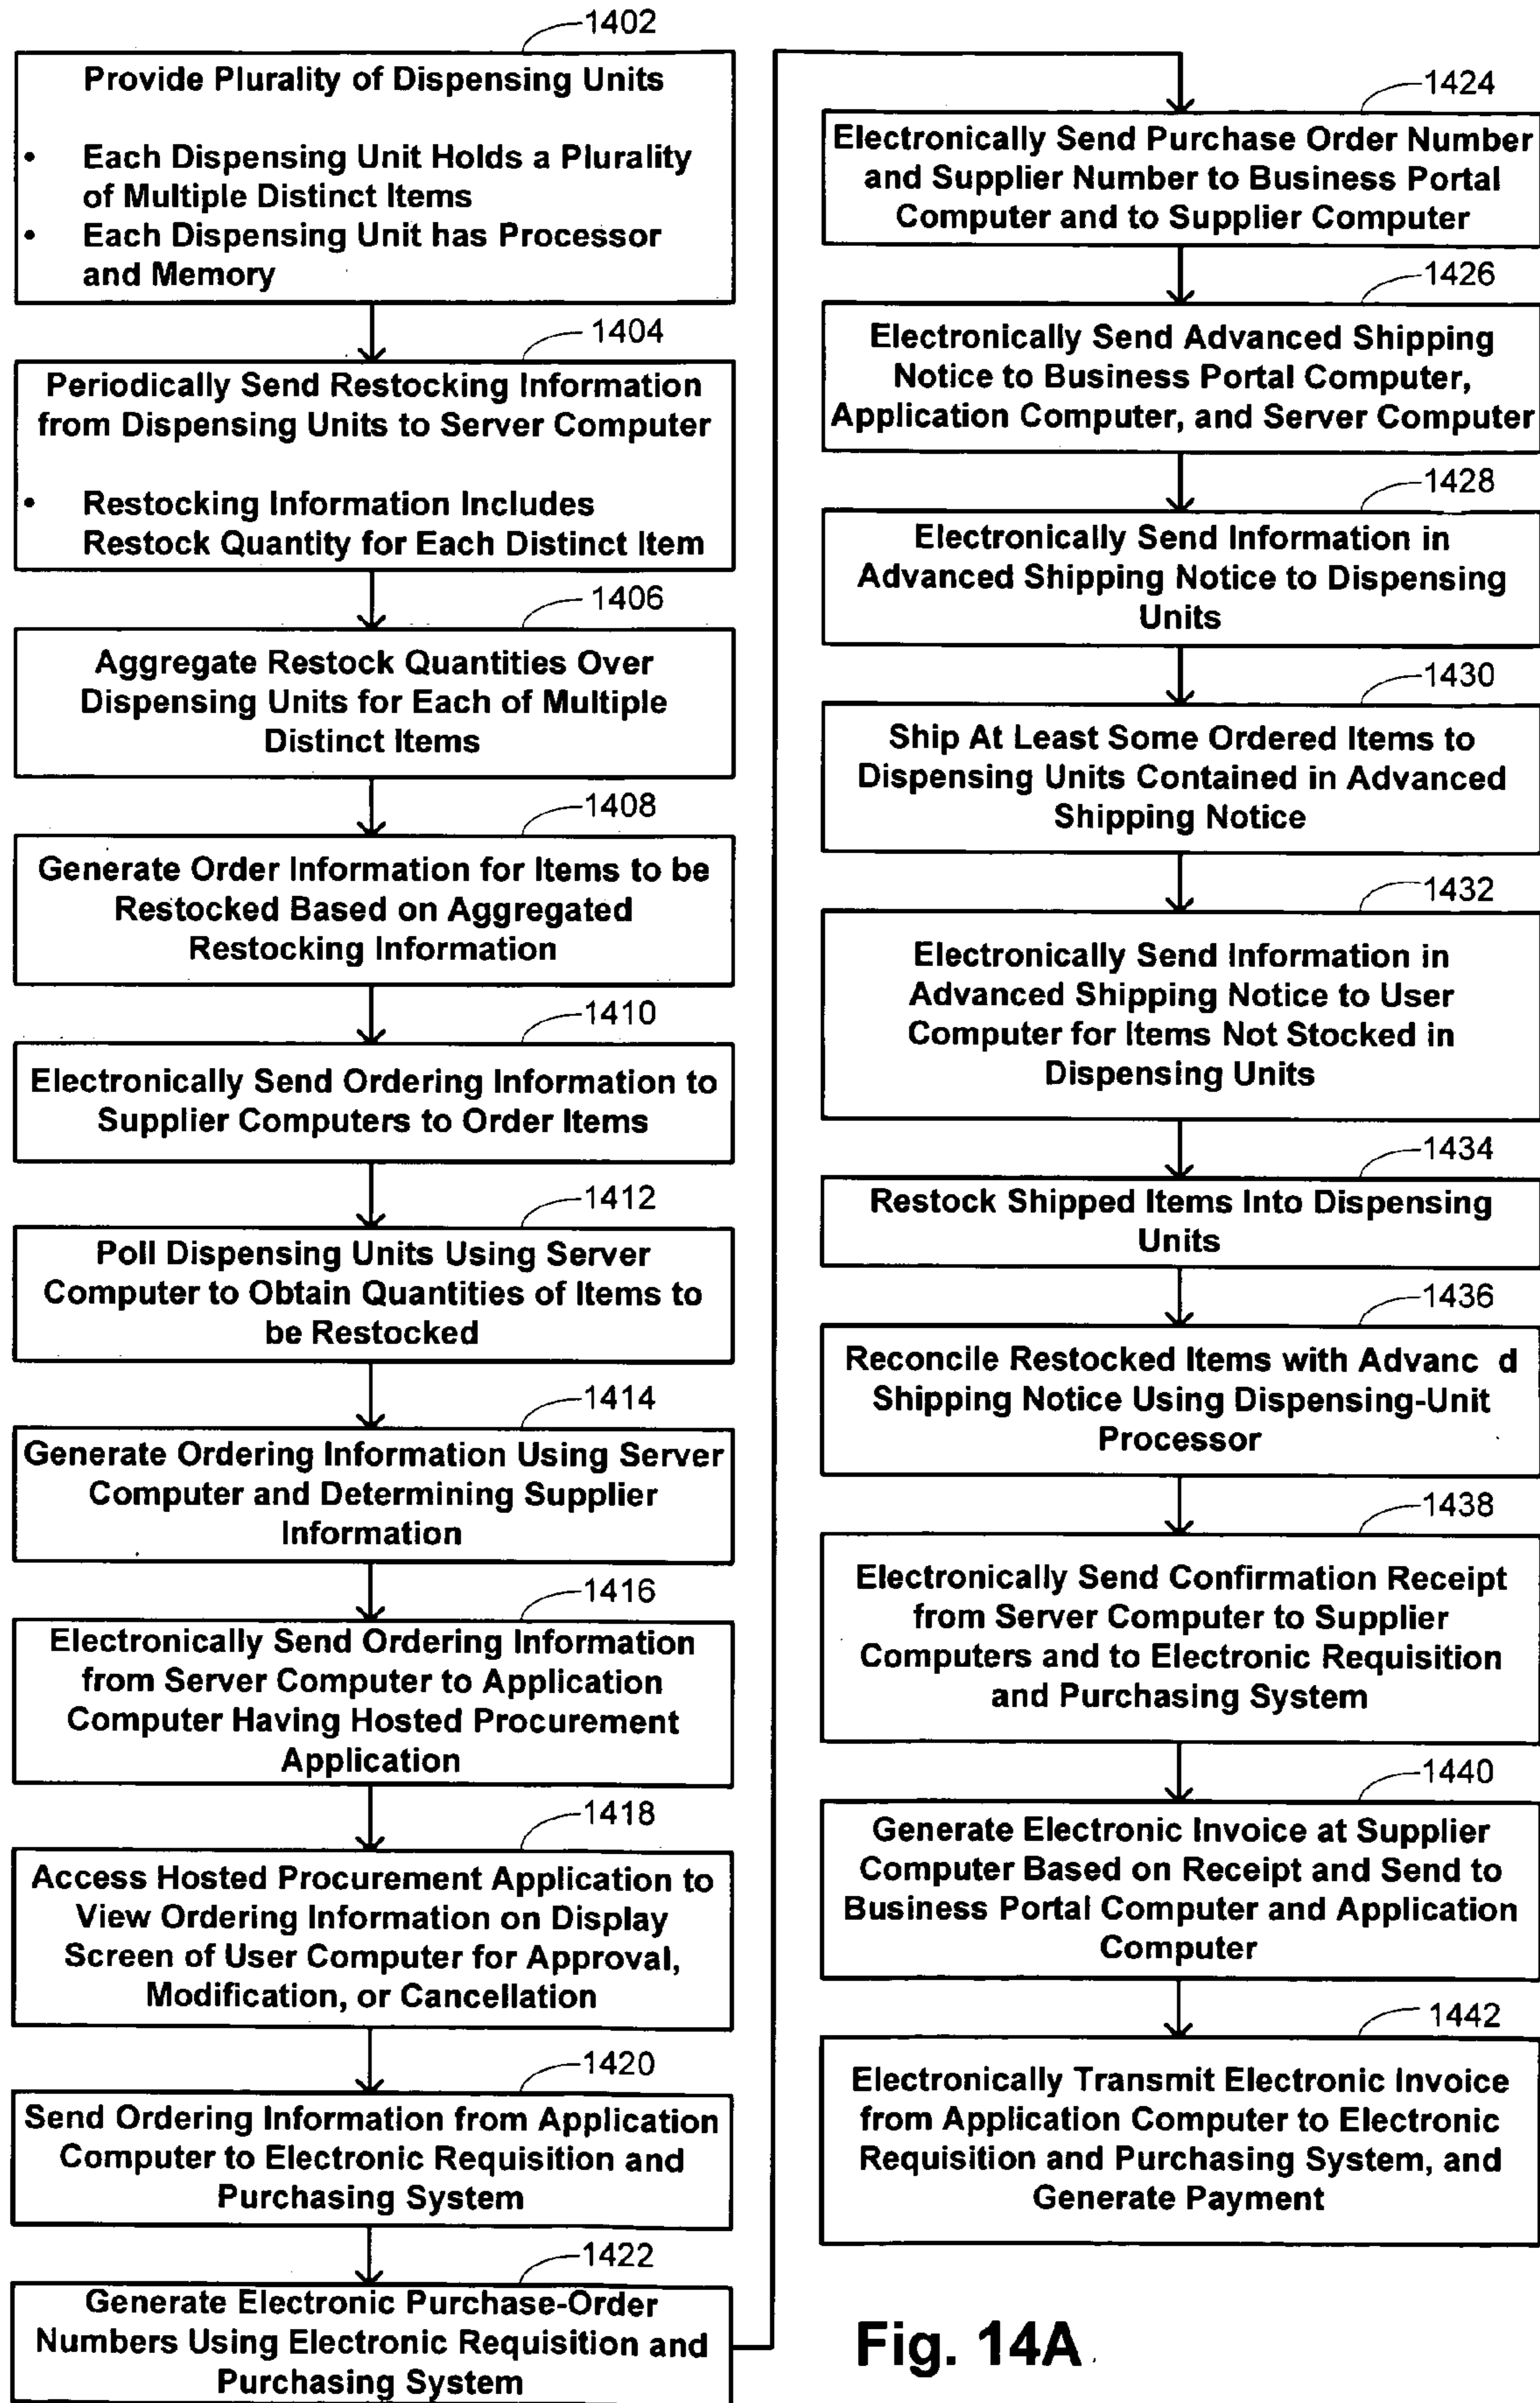 1402
Provide Plurality of Dispensing Units
• Each Dispensing Unit Holds a Plurality
of Multiple Distinct Items
• Each Dispensing Unit has Processor
and Memory
1404
Periodically Send Restocking Information
from Dispensing Units to Server Computer
• Restocking Information Includes
Restock Quantity for Each Distinct Item
1406
Aggregate Restock Quantities Over
Dispensing Units for Each of Multiple
Distinct Items
1408
Generate Order Information for Items to be
Restocked Based on Aggregated
Restocking Information
1410
Electronically Send Ordering Information to
Supplier Computers to Order Items
1412
Poll Dispensing Units Using Server
Computer to Obtain Quantities of Items to
be Restocked
1414
Generate Ordering Information Using Server
Computer and Determining Supplier
Information
1416
Electronically Send Ordering Information
from Server Computer to Application
Computer Having Hosted Procurement
Application
1418
Access Hosted Procurement Application to
View Ordering Information on Display
Screen of User Computer for Approval,
Modification, or Cancellation
1420
Send Ordering Information from Application
Computer to Electronic Requisition and
Purchasing System
1422
Generate Electronic Purchase-Order
Numbers Using Electronic Requisition and
Purchasing System
1424
Electronically Send Purchase Order Number
and Supplier Number to Business Portal
Computer and to Supplier Computer
1426
Electronically Send Advanced Shipping
Notice to Business Portal Computer,
Application Computer, and Server Computer
1428
Electronically Send Information in
Advanced Shipping Notice to Dispensing
Units
1430
Ship At Least Some Ordered Items to
Dispensing Units Contained in Advanced
Shipping Notice
1432
Electronically Send Information in
Advanced Shipping Notice to User
Computer for Items Not Stocked in
Dispensing Units
1434
Restock Shipped Items Into Dispensing
Units
1436
Reconcile Restocked Items with Advanc d
Shipping Notice Using Dispensing-Unit
Processor
1438
Electronically Send Confirmation Receipt
from Server Computer to Supplier
Computers and to Electronic Requisition
and Purchasing System
1440
Generate Electronic Invoice at Supplier
Computer Based on Receipt and Send to
Business Portal Computer and Application
Computer
1442
Electronically Transmit Electronic Invoice
from Application Computer to Electronic
Requisition and Purchasing System, and
Generate Payment
Fig. 14A